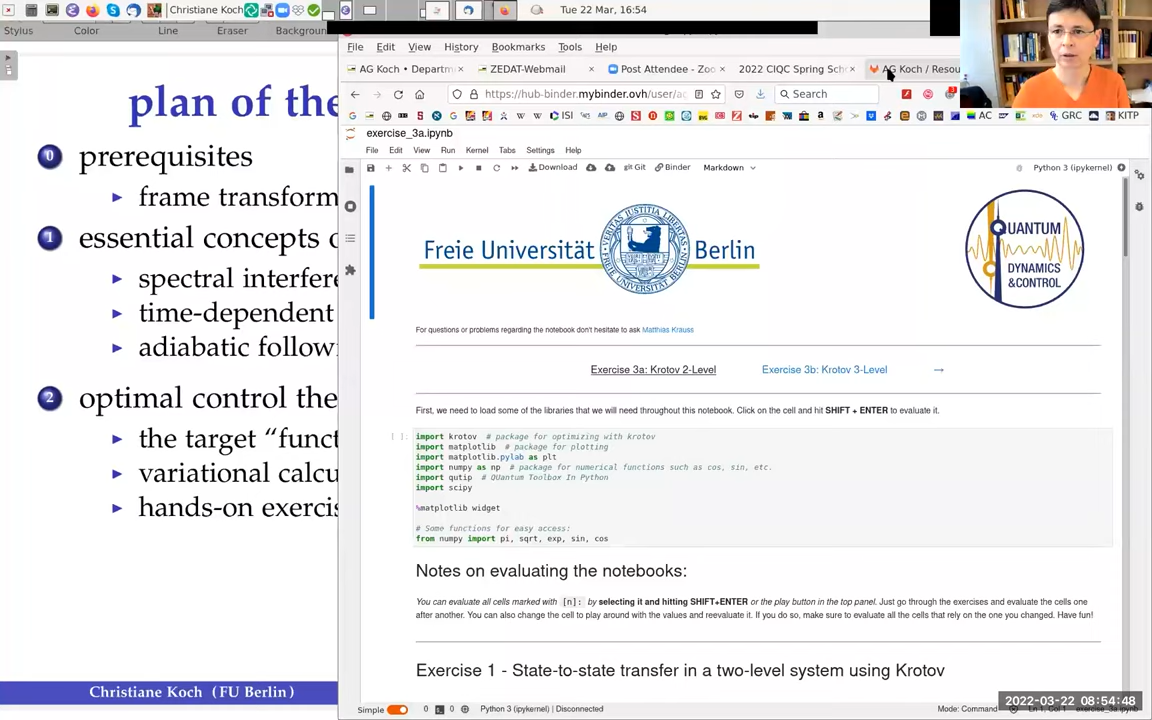 Christiane Koch
Tue 22 Mar, 16:54
Stylus
Color
Line
Eraser
Backgroun
plan of the
0 prerequisites
frame transform
1 essential concepts o
spectral interfere
time-dependent
adiabatic follow
2 optimal control the
the target “funct
variational calcu
hands-on exercis
Christiane Koch (FU Berlin)
File Edit View History Bookmarks Tools Help
AG Koch • Departm
ZEDAT-Webmail
Post Attendee - Zoo
2022 CIQC Spring Sch
AG Koch / Resou
https://hub-binder.mybinder.ovh/user/ag
Search
ISI
AIP
AC
GRC
KITP
exercise_3a.ipynb
File Edit View Run Kernel Tabs Settings Help
Download
Git
Binder
Markdown
Python 3 (ipykernel)
Freie Universität Berlin
QUANTUM
DYNAMICS
&CONTROL
For questions or problems regarding the notebook don't hesitate to ask Matthias Krauss
Exercise 3a: Krotov 2-Level
Exercise 3b: Krotov 3-Level →
First, we need to load some of the libraries that we will need throughout this notebook. Click on the cell and hit SHIFT + ENTER to evaluate it.
[ ]: import krotov # package for optimizing with krotov
import matplotlib # package for plotting
import matplotlib.pylab as plt
import numpy as np # package for numerical functions such as cos, sin, etc.
import qutip # QUantum Toolbox In Python
import scipy
%matplotlib widget
# Some functions for easy access:
from numpy import pi, sqrt, exp, sin, cos
Notes on evaluating the notebooks:
You can evaluate all cells marked with [n]: by selecting it and hitting SHIFT+ENTER or the play button in the top panel. Just go through the exercises and evaluate the cells one
after another. You can also change the cell to play around with the values and reevaluate it. If you do so, make sure to evaluate all the cells that rely on the one you changed. Have fun!
Exercise 1 - State-to-state transfer in a two-level system using Krotov
Simple
0
0
Python 3 (ipykernel) | Disconnected
Mode: Command
2022-03-22 08:54:48